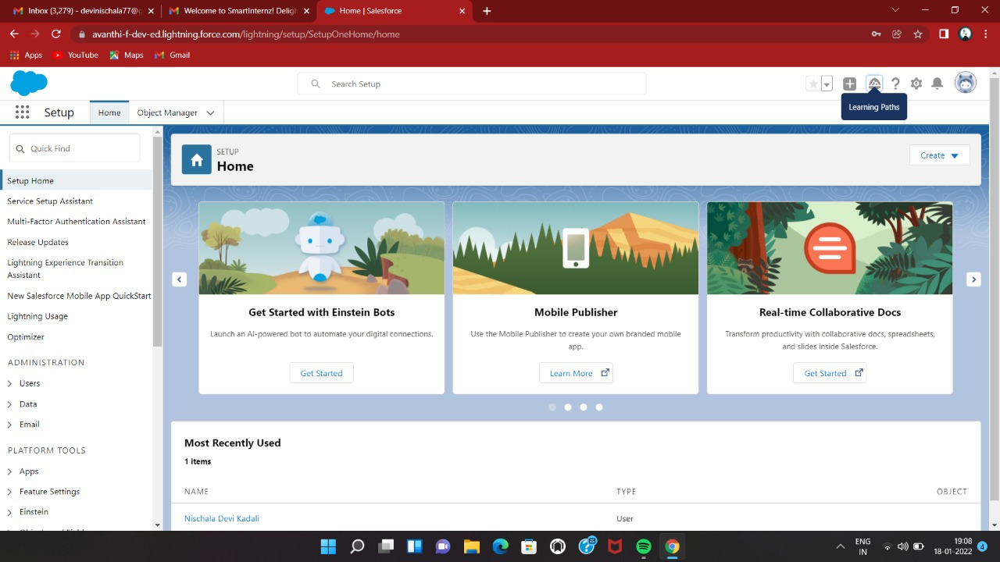 Inbox (3,279) - devinischala77@g
Welcome to SmartInternz! Deligh
Home | Salesforce
avanthi-f-dev-ed.lightning.force.com/lightning/setup/SetupOneHome/home
Apps
YouTube
Maps
Gmail
Search Setup
Learning Paths
Setup
Home
Object Manager
Quick Find
Setup Home
Service Setup Assistant
Multi-Factor Authentication Assistant
Release Updates
Lightning Experience Transition
Assistant
New Salesforce Mobile App QuickStart
Lightning Usage
Optimizer
ADMINISTRATION
Users
Data
Email
PLATFORM TOOLS
Apps
Feature Settings
Einstein
SETUP
Home
Create
Get Started with Einstein Bots
Launch an AI-powered bot to automate your digital connections.
Get Started
Mobile Publisher
Use the Mobile Publisher to create your own branded mobile
app.
Learn More
Real-time Collaborative Docs
Transform productivity with collaborative docs, spreadsheets,
and slides inside Salesforce.
Get Started
Most Recently Used
1 items
NAME TYPE OBJECT
Nischala Devi Kadali User
ENG
IN
19:08
18-01-2022
4